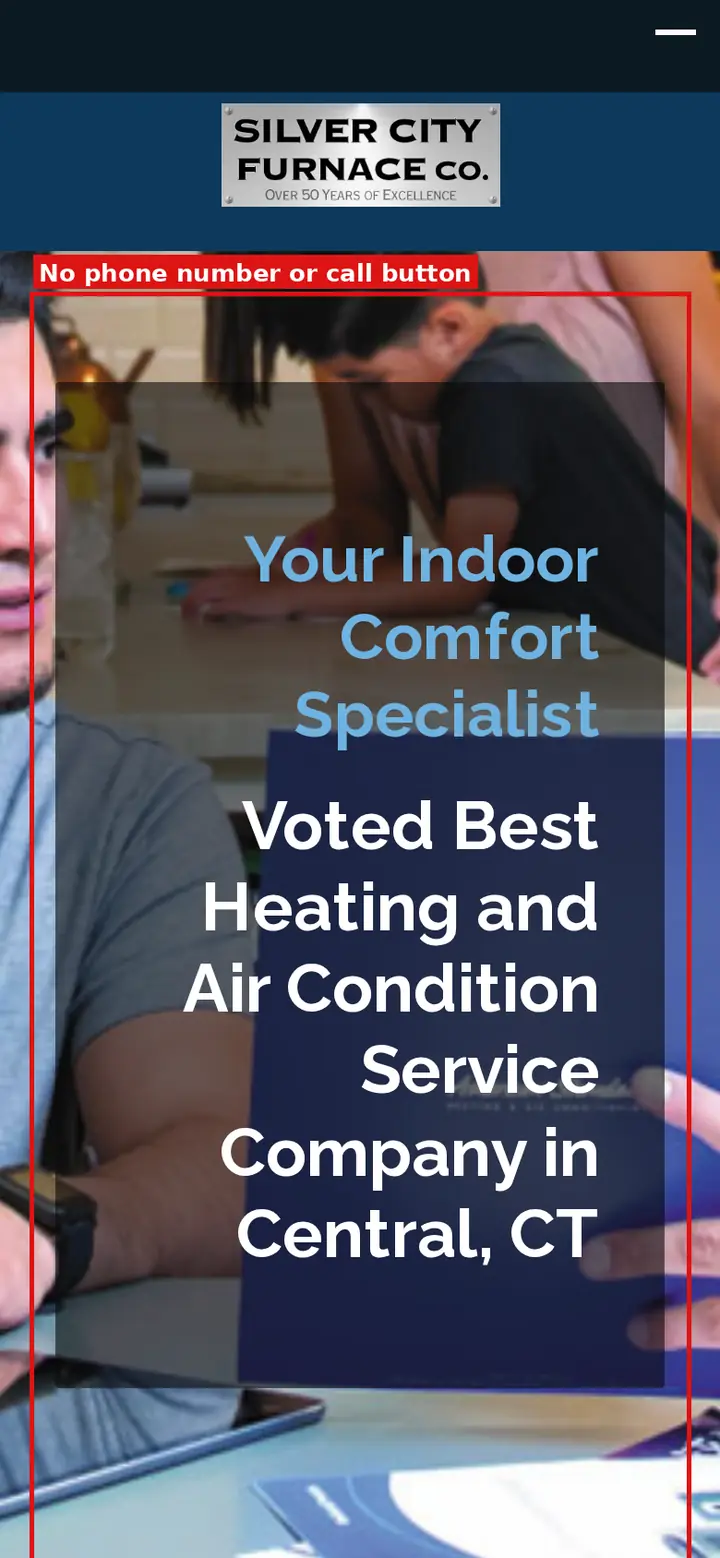 SILVER CITY
FURNACE CO.
OVER 50 YEARS OF EXCELLENCE
No phone number or call button
Your Indoor
Comfort
Specialist
Voted Best
Heating and
Air Condition
Service
Company in
Central, CT